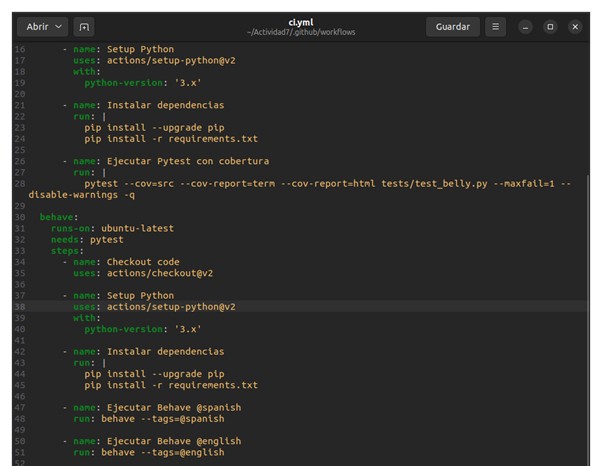 Abrir
ci.yml
~/Actividad7/.github/workflows
Guardar
16 - name: Setup Python
17 uses: actions/setup-python@v2
18 with:
19 python-version: '3.x'
20
21 - name: Instalar dependencias
22 run: |
23 pip install --upgrade pip
24 pip install -r requirements.txt
25
26 - name: Ejecutar Pytest con cobertura
27 run: |
28 pytest --cov=src --cov-report=term --cov-report=html tests/test_belly.py --maxfail=1 --
disable-warnings -q
29
30 behave:
31 runs-on: ubuntu-latest
32 needs: pytest
33 steps:
34 - name: Checkout code
35 uses: actions/checkout@v2
36
37 - name: Setup Python
38 uses: actions/setup-python@v2
39 with:
40 python-version: '3.x'
41
42 - name: Instalar dependencias
43 run: |
44 pip install --upgrade pip
45 pip install -r requirements.txt
46
47 - name: Ejecutar Behave @spanish
48 run: behave --tags=@spanish
49
50 - name: Ejecutar Behave @english
51 run: behave --tags=@english
52